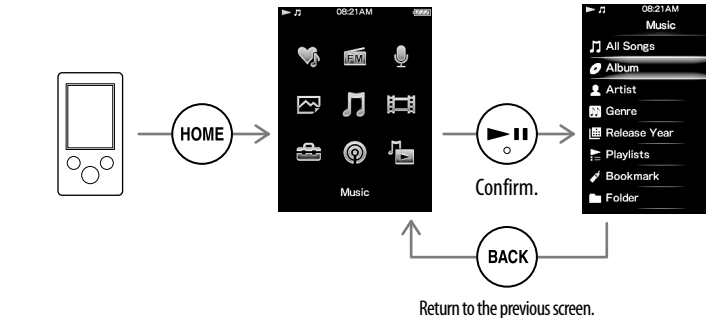 08:21AM
FM
Music
HOME
Confirm.
BACK
Return to the previous screen.
08:21AM
Music
All Songs
Album
Artist
Genre
Release Year
Playlists
Bookmark
Folder